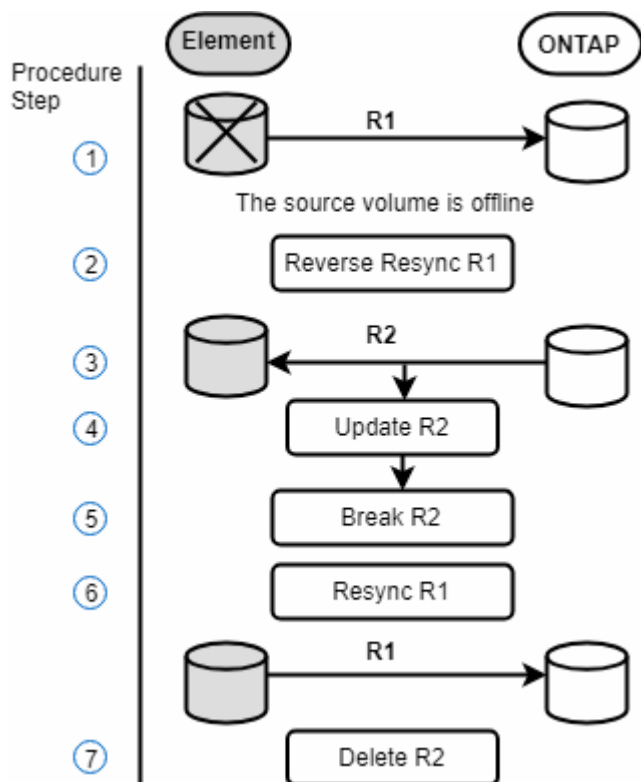 Element
ONTAP
Procedure
Step
R1
1
The source volume is offline
2
Reverse Resync R1
R2
3
4
Update R2
5
Break R2
6
Resync R1
R1
7
Delete R2